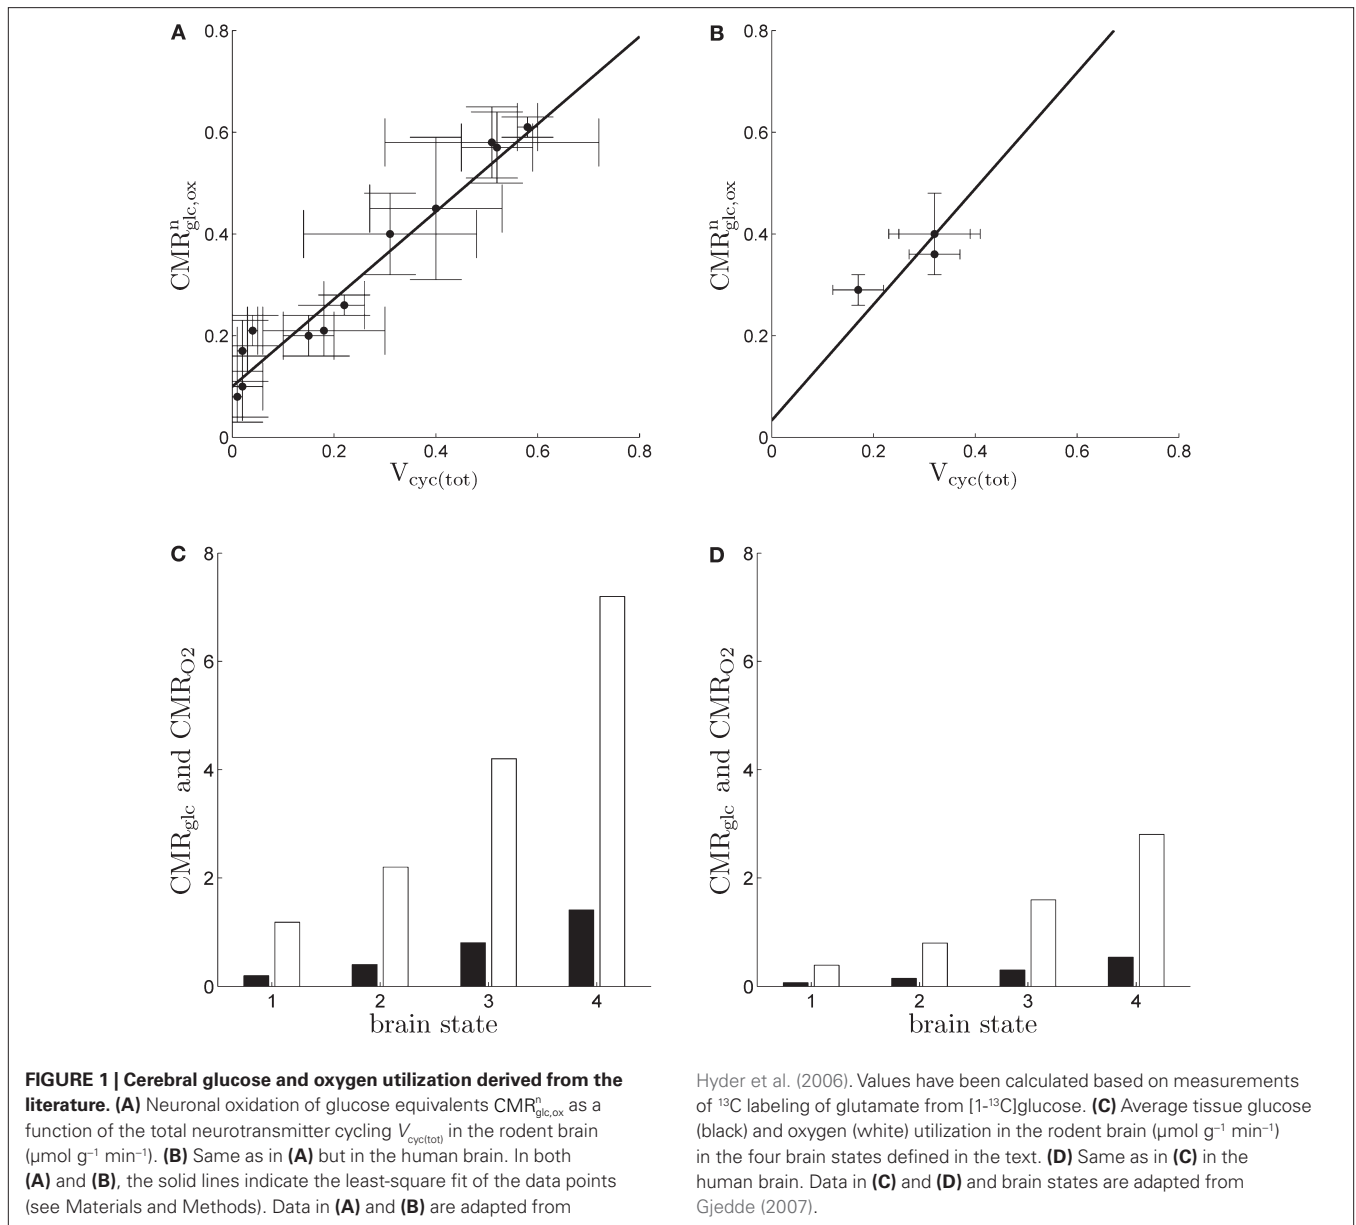 A
0.8
0.6
0.4
0.2
0
CMRⁿglc,ox
0 0.2 0.4 0.6 0.8
Vcyc(tot)
B
0.8
0.6
0.4
0.2
0
CMRⁿglc,ox
0 0.2 0.4 0.6 0.8
Vcyc(tot)
C
8
6
4
2
0
CMRglc and CMRO2
1 2 3 4
brain state
D
8
6
4
2
0
CMRglc and CMRO2
1 2 3 4
brain state
FIGURE 1 | Cerebral glucose and oxygen utilization derived from the
literature. (A) Neuronal oxidation of glucose equivalents CMRⁿglc,ox as a
function of the total neurotransmitter cycling Vcyc(tot) in the rodent brain
(µmol g⁻¹ min⁻¹). (B) Same as in (A) but in the human brain. In both
(A) and (B), the solid lines indicate the least-square fit of the data points
(see Materials and Methods). Data in (A) and (B) are adapted from
Hyder et al. (2006). Values have been calculated based on measurements
of ¹³C labeling of glutamate from [1-¹³C]glucose. (C) Average tissue glucose
(black) and oxygen (white) utilization in the rodent brain (µmol g⁻¹ min⁻¹)
in the four brain states defined in the text. (D) Same as in (C) in the
human brain. Data in (C) and (D) and brain states are adapted from
Gjedde (2007).